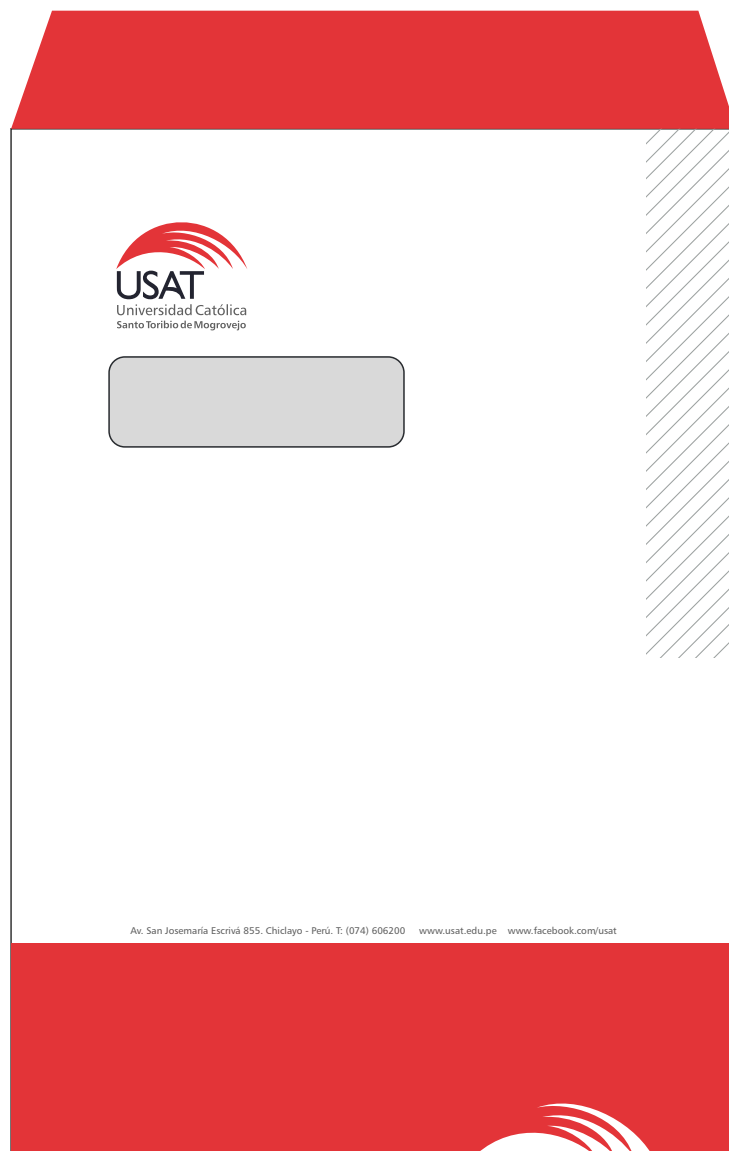 USAT
Universidad Católica
Santo Toribio de Mogrovejo
Av. San Josemaría Escrivá 855. Chiclayo - Perú. T: (074) 606200 www.usat.edu.pe www.facebook.com/usat